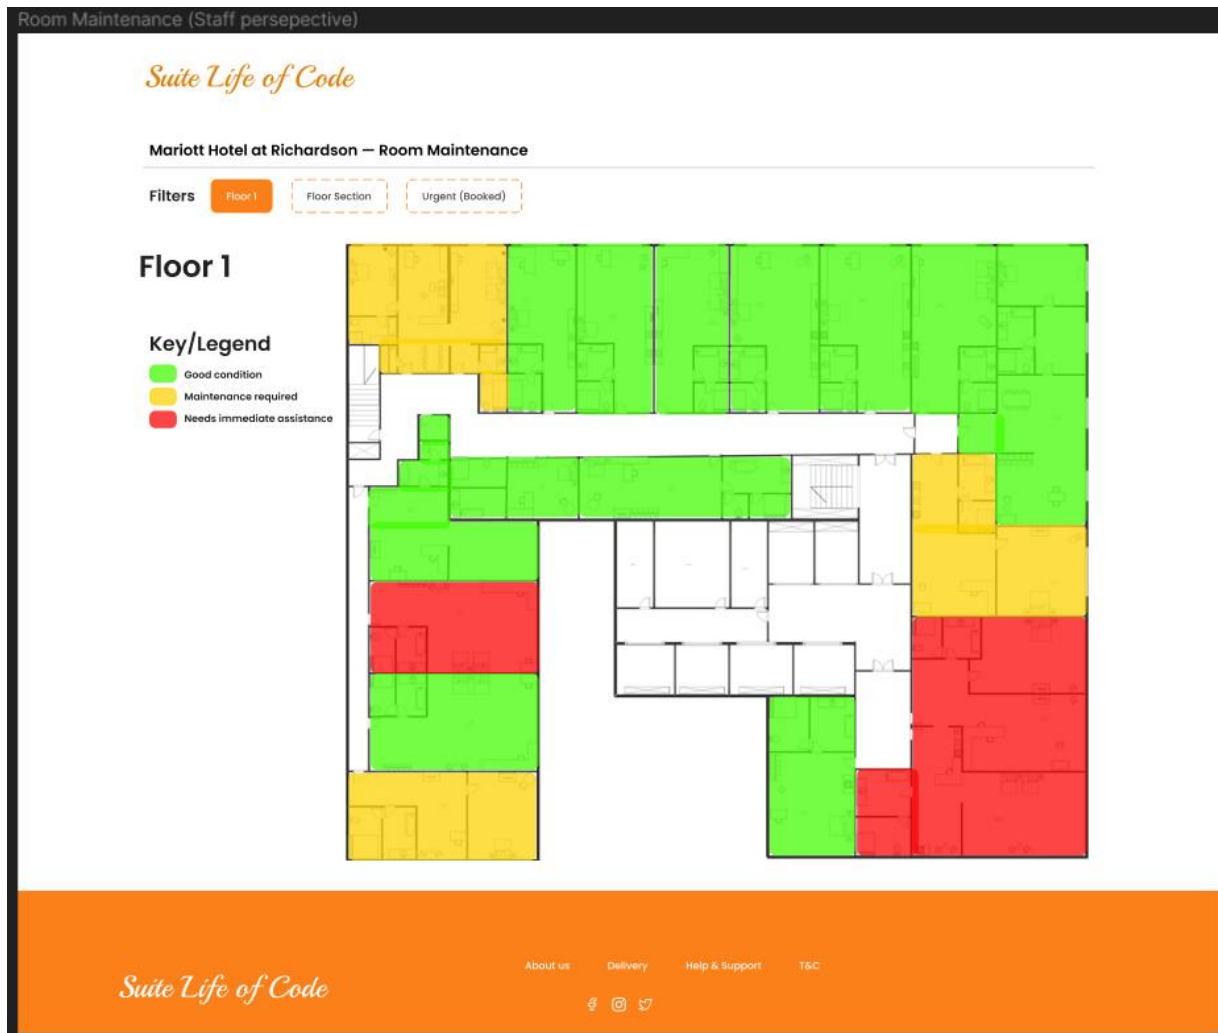 Room Maintenance (Staff persepective)
Suite Life of Code
Mariott Hotel at Richardson — Room Maintenance
Filters Floor 1 Floor Section Urgent (Booked)
Floor 1
Key/Legend
Good condition
Maintenance required
Needs immediate assistance
About us Delivery Help & Support T&C
Suite Life of Code